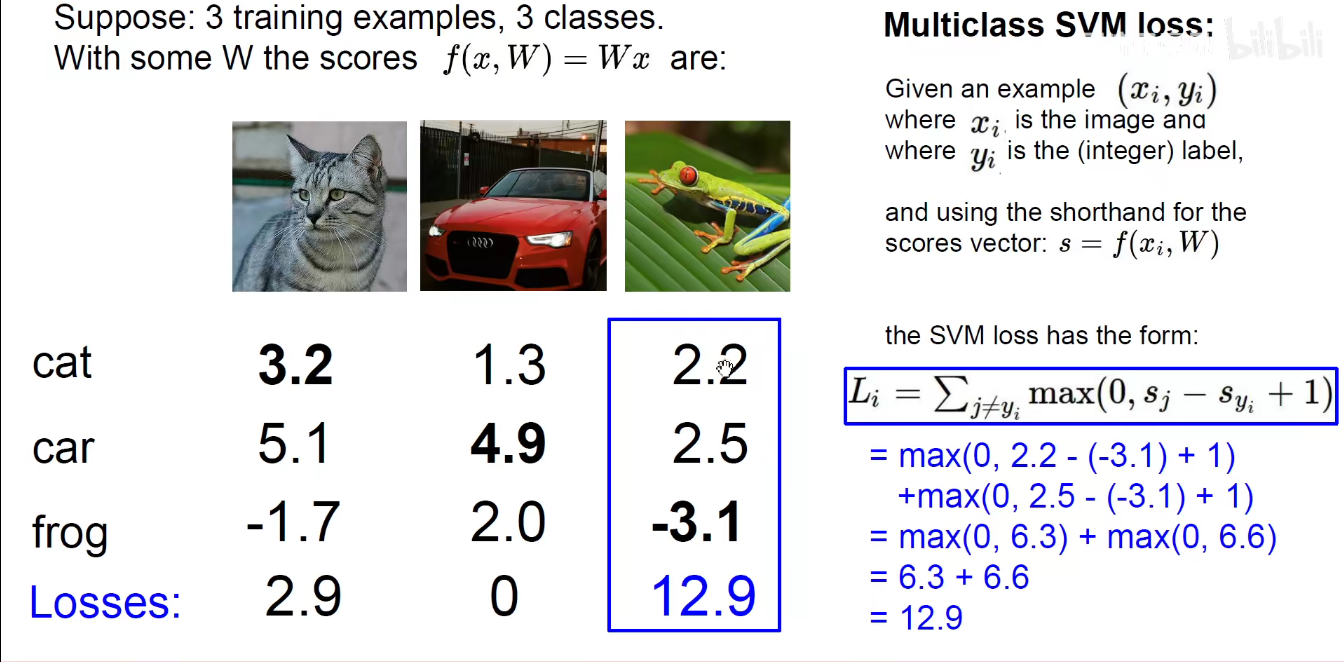 Suppose: 3 training examples, 3 classes.
With some W the scores f(x, W) = Wx are:
cat 3.2 1.3 2.2
car 5.1 4.9 2.5
frog -1.7 2.0 -3.1
Losses: 2.9 0 12.9
Multiclass SVM loss:
bilibili
Given an example (x_i, y_i)
where x_i is the image and
where y_i is the (integer) label,
and using the shorthand for the
scores vector: s = f(x_i, W)
the SVM loss has the form:
L_i = ∑_{j≠y_i} max(0, s_j − s_{y_i} + 1)
= max(0, 2.2 - (-3.1) + 1)
+max(0, 2.5 - (-3.1) + 1)
= max(0, 6.3) + max(0, 6.6)
= 6.3 + 6.6
= 12.9